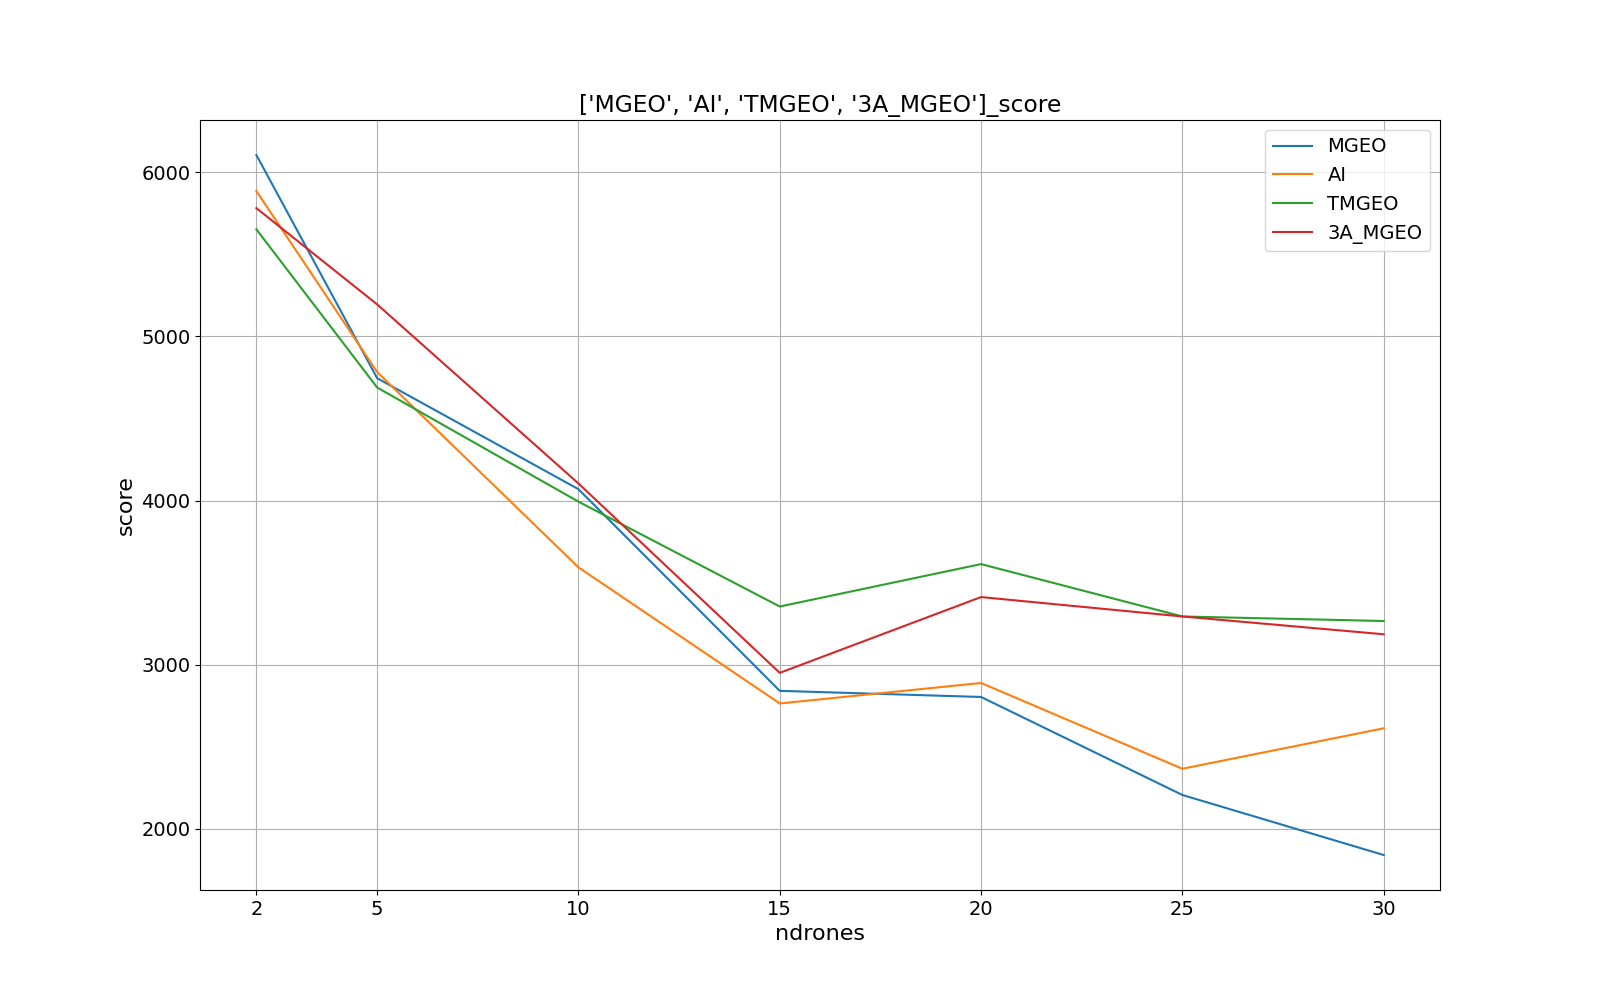 ['MGEO', 'AI', 'TMGEO', '3A_MGEO']_score
MGEO
AI
TMGEO
3A_MGEO
6000
5000
4000
3000
2000
score
2 5 10 15 20 25 30
ndrones